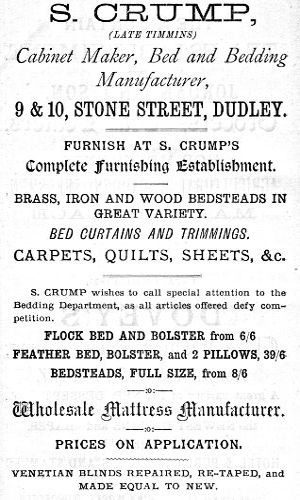 S. CRUMP,
(LATE TIMMINS)
Cabinet Maker, Bed and Bedding
Manufacturer,
9 & 10, STONE STREET, DUDLEY.
FURNISH AT S. CRUMP'S
Complete Furnishing Establishment.
BRASS, IRON AND WOOD BEDSTEADS IN
GREAT VARIETY.
BED CURTAINS AND TRIMMINGS.
CARPETS, QUILTS, SHEETS, &c.
S. CRUMP wishes to call special attention to the
Bedding Department, as all articles offered defy com-
petition.
FLOCK BED AND BOLSTER from 6/6
FEATHER BED, BOLSTER, and 2 PILLOWS, 39/6
BEDSTEADS, FULL SIZE, from 8/6
:o:
Wholesale Mattress Manufacturer.
:o:
PRICES ON APPLICATION.
VENETIAN BLINDS REPAIRED, RE-TAPED, and
MADE EQUAL TO NEW.